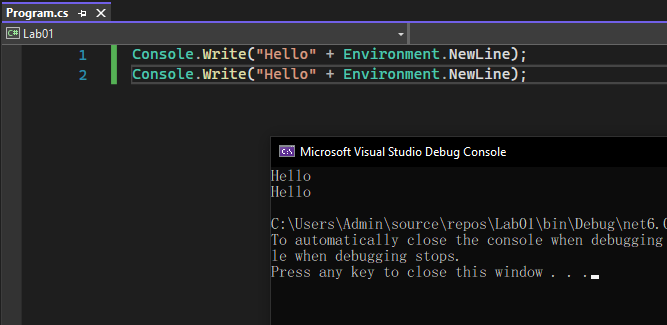 Program.cs
C# Lab01
1 Console.Write("Hello" + Environment.NewLine);
2 Console.Write("Hello" + Environment.NewLine);
C:\ Microsoft Visual Studio Debug Console
Hello
Hello
C:\Users\Admin\source\repos\Lab01\bin\Debug\net6.0
To automatically close the console when debugging
le when debugging stops.
Press any key to close this window . . .